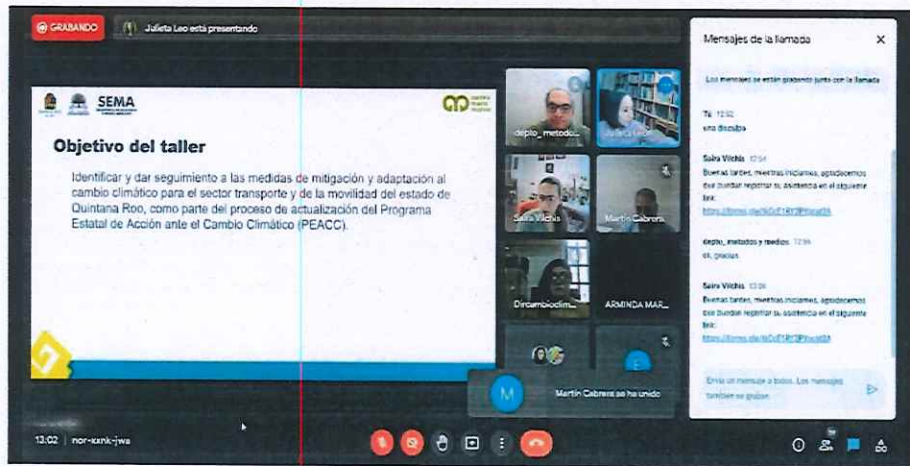 GRABANDO
Julieta Leo está presentando
SEMA
Objetivo del taller
Identificar y dar seguimiento a las medidas de mitigación y adaptación al
cambio climático para el sector transporte y de la movilidad del estado de
Quintana Roo, como parte del proceso de actualización del Programa
Estatal de Acción ante el Cambio Climático (PEACC).
depto_metodo...
Julieta Leo
Saira Vilchis
Martín Cabrera
Dircambioclim...
ARMINDA MAR...
E
M
Martín Cabrera se ha unido
13:02 | nor-xxnk-jwa
Mensajes de la llamada
Los mensajes se están grabando junto con la llamada
Tú 12:52
una disculpa
Saira Vilchis 12:54
Buenas tardes, mientras iniciamos, agradecemos
que puedan registrar su asistencia en el siguiente
link:
depto_metodos y medios 12:56
ok, gracias
Saira Vilchis 13:00
Buenas tardes, mientras iniciamos, agradecemos
que puedan registrar su asistencia en el siguiente
link:
Envía un mensaje a todos. Los mensajes
también se graban